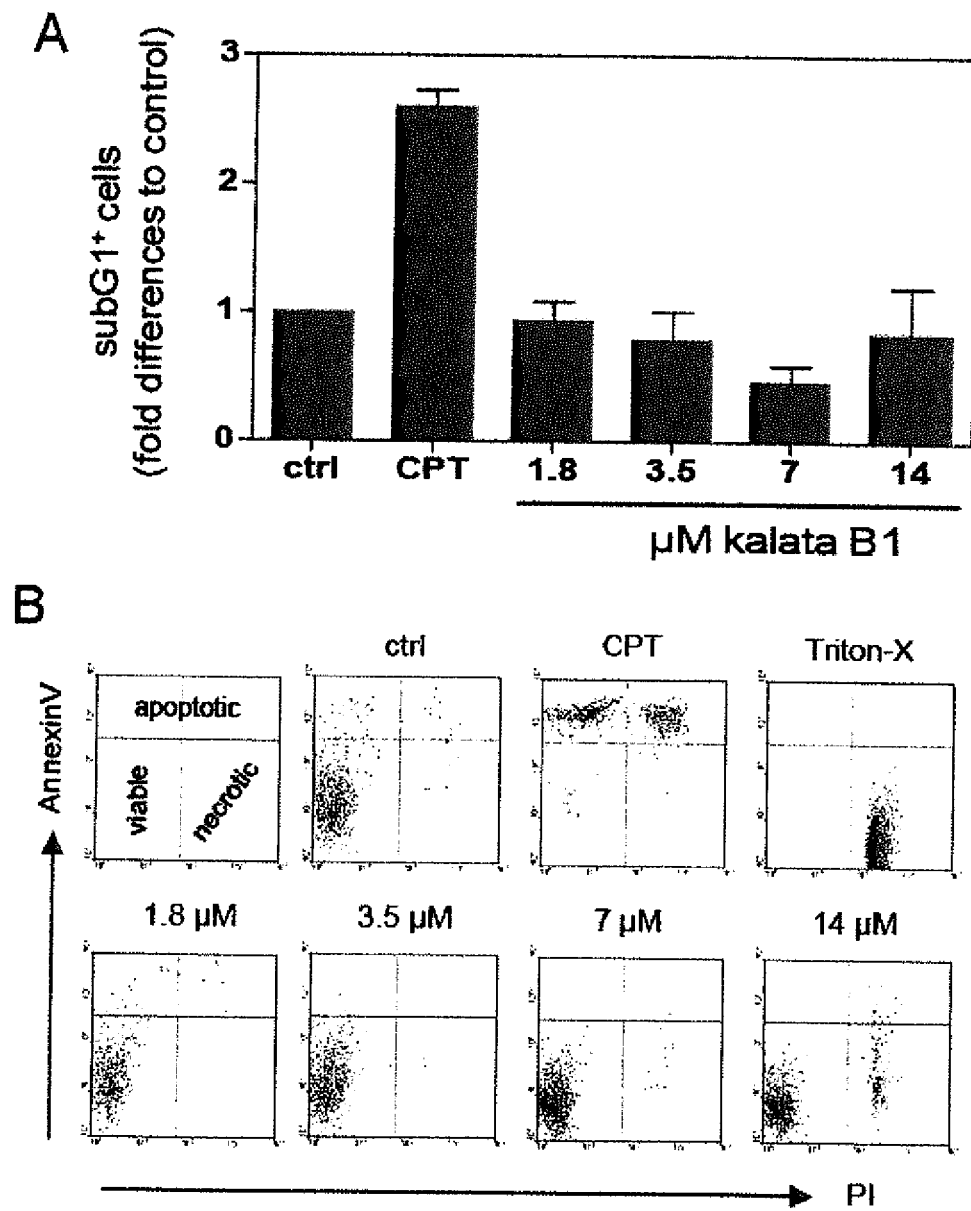 A
subG1+ cells
(fold differences to control)
3
2
1
0
ctrl CPT 1.8 3.5 7 14
µM kalata B1
B
ctrl CPT Triton-X
AnnexinV
apoptotic
viable necrotic
1.8 µM 3.5 µM 7 µM 14 µM
PI